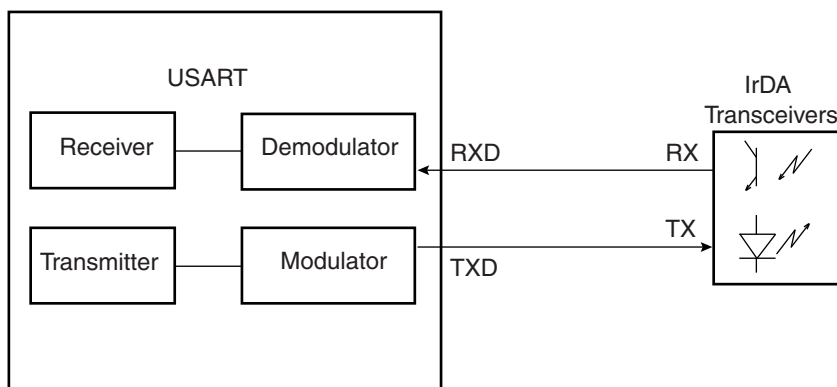 USART
IrDA
Transceivers
Receiver
Demodulator
RXD
RX
Transmitter
Modulator
TXD
TX